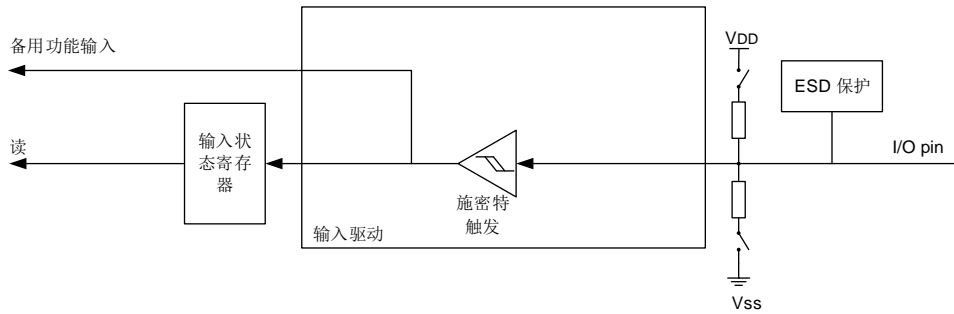 备用功能输入
VDD
ESD 保护
读
输入状
态寄存
器
I/O pin
施密特
触发
输入驱动
Vss